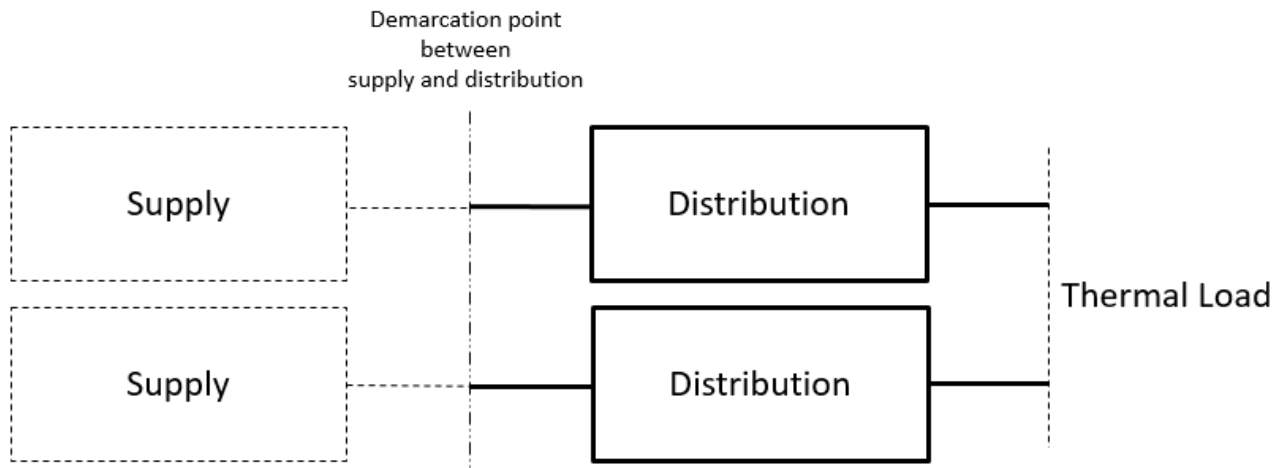 Demarcation point
between
supply and distribution
Supply
Distribution
Thermal Load
Supply
Distribution